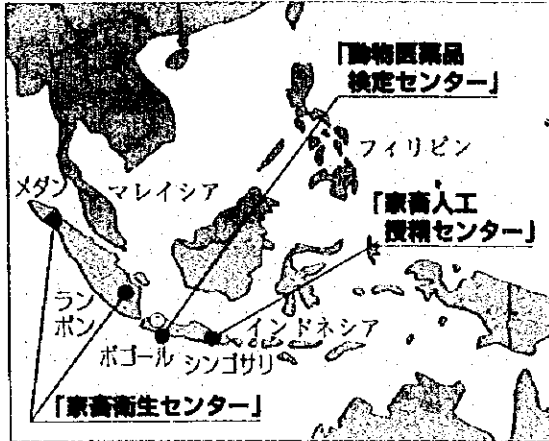 「動物医薬品
検定センター」
フィリピン
メダン
マレイシア
「家畜人工
授精センター」
ラン
ポン
インドネシア
ボゴール
シンゴサリ
「家畜衛生センター」